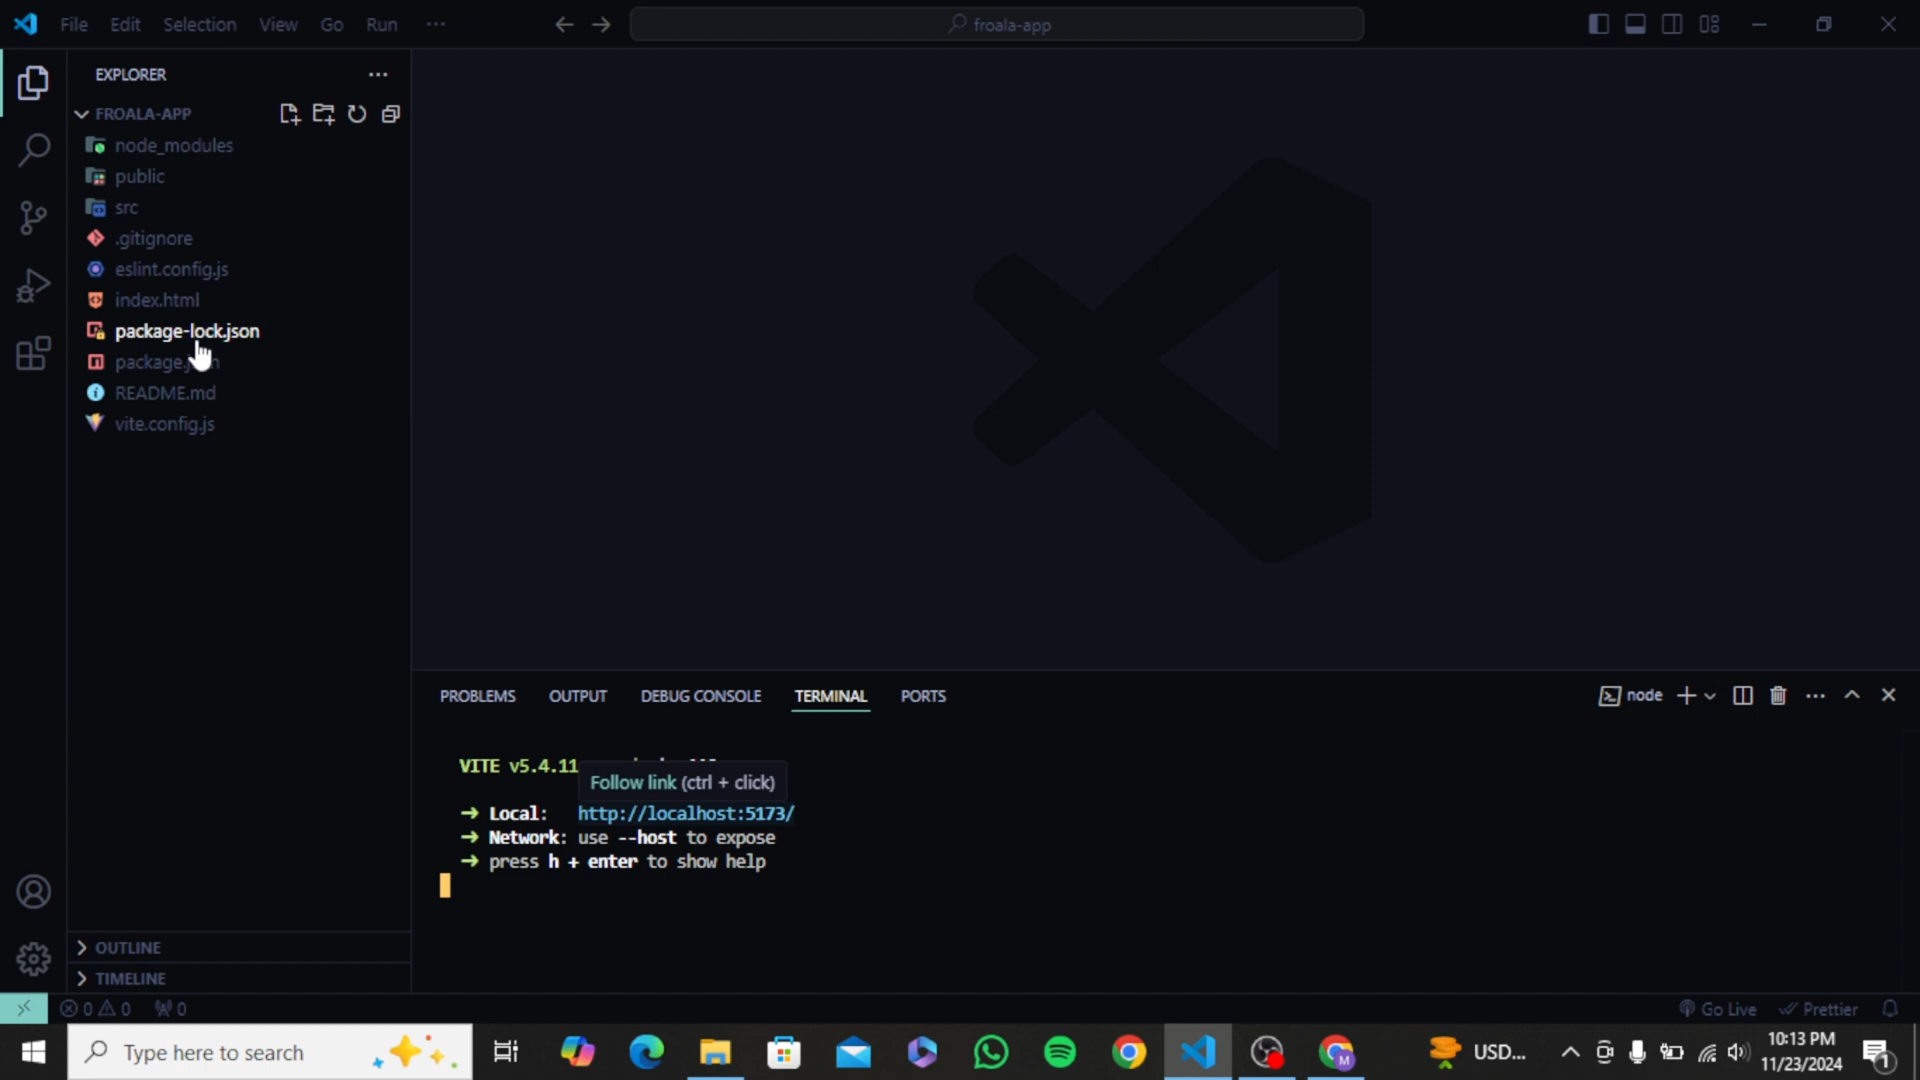 File Edit Selection View Go Run ···
froala-app
EXPLORER
FROALA-APP
node_modules
public
src
.gitignore
eslint.config.js
index.html
package-lock.json
README.md
vite.config.js
PROBLEMS OUTPUT DEBUG CONSOLE TERMINAL PORTS
node
VITE v5.4.11
Follow link (ctrl + click)
➜ Local: http://localhost:5173/
➜ Network: use --host to expose
➜ press h + enter to show help
OUTLINE
TIMELINE
0 0 0
Go Live Prettier
Type here to search
USD...
10:13 PM
11/23/2024
1